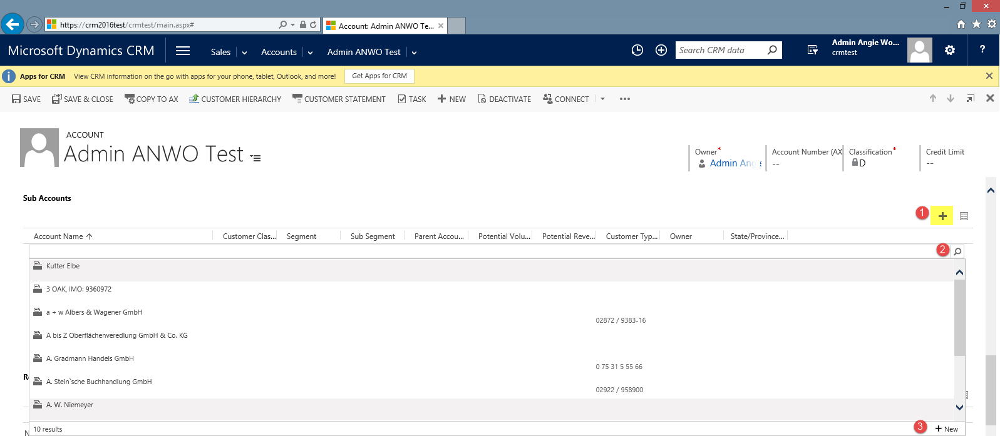 https://crm2016test/crmtest/main.aspx#
Account: Admin ANWO Te...
Microsoft Dynamics CRM
Sales
Accounts
Admin ANWO Test
Search CRM data
Admin Angie Wo...
crmtest
?
Apps for CRM
View CRM information on the go with apps for your phone, tablet, Outlook, and more!
Get Apps for CRM
SAVE
SAVE & CLOSE
COPY TO AX
CUSTOMER HIERARCHY
CUSTOMER STATEMENT
TASK
NEW
DEACTIVATE
CONNECT
ACCOUNT
Admin ANWO Test
Owner*
Admin Ang
Account Number (AX
--
Classification*
D
Credit Limit
--
Sub Accounts
1
Account Name
Customer Clas...
Segment
Sub Segment
Parent Accou...
Potential Volu...
Potential Reve...
Customer Typ...
Owner
State/Province...
2
Kutter Elbe
3 OAK, IMO: 9360972
a + w Albers & Wagener GmbH
02872 / 9383-16
A bis Z Oberflächenveredlung GmbH & Co. KG
A. Gradmann Handels GmbH
0 75 31 5 55 66
A. Stein`sche Buchhandlung GmbH
02922 / 958900
A. W. Niemeyer
10 results
3
New